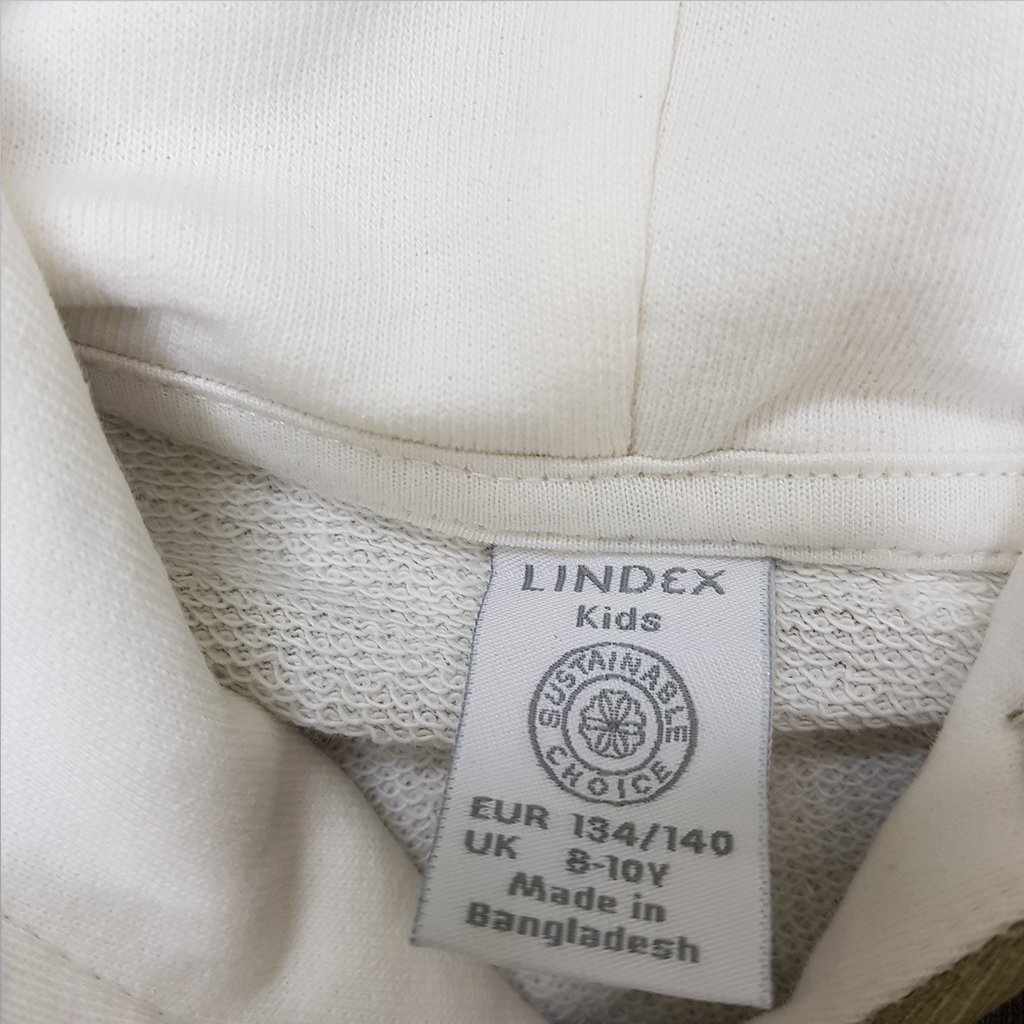 LINDEX
Kids
SUSTAINABLE
CHOICE
EUR 134/140
UK 8-10Y
Made in
Bangladesh